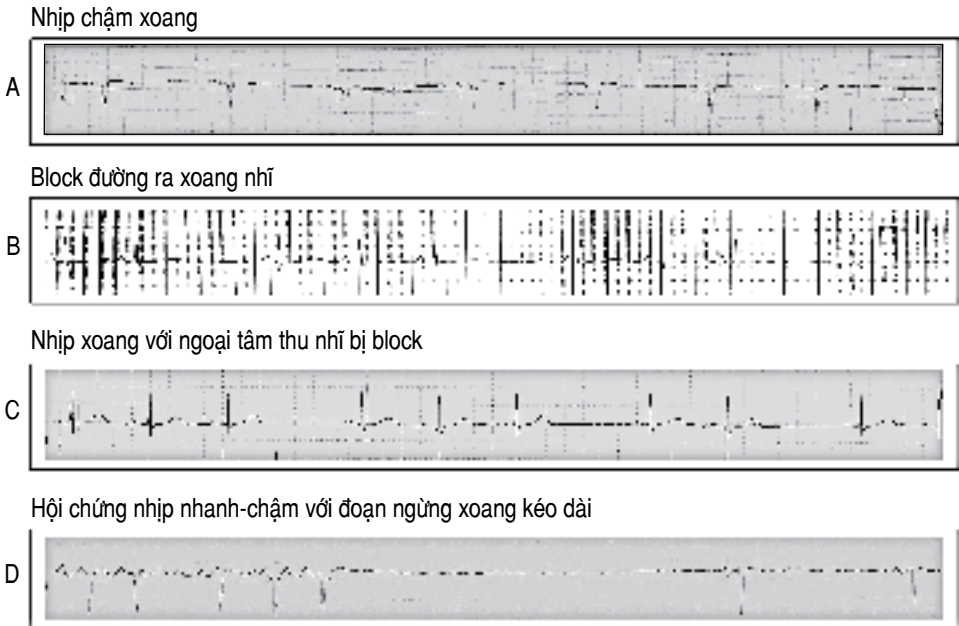 Nhịp chậm xoang
A
Block đường ra xoang nhĩ
B
Nhịp xoang với ngoại tâm thu nhĩ bị block
C
Hội chứng nhịp nhanh-chậm với đoạn ngừng xoang kéo dài
D